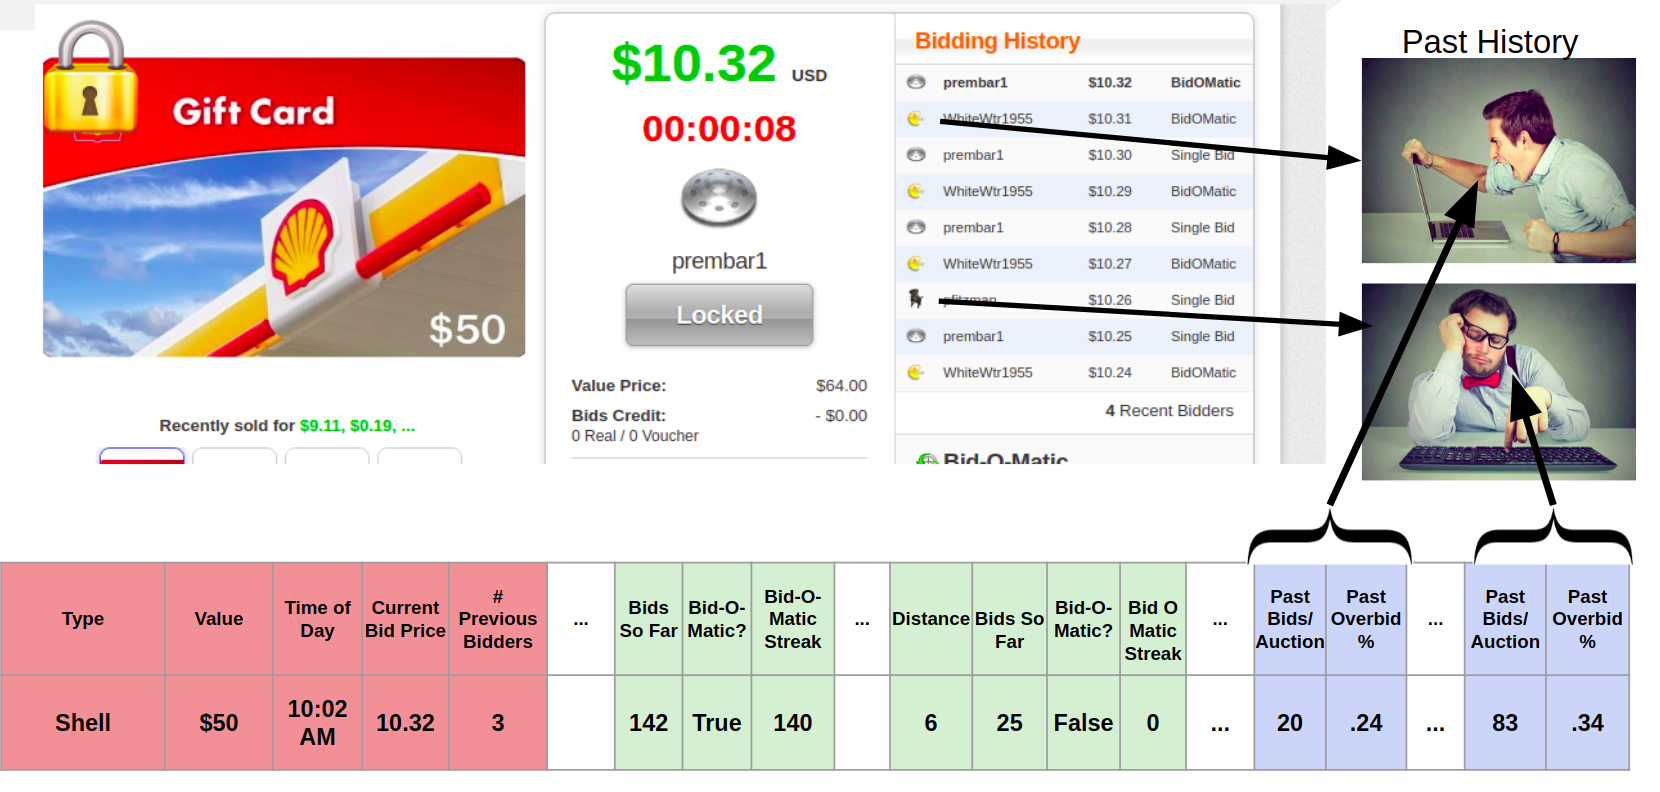 Gift Card
$50
Recently sold for $9.11, $0.19, ...
$10.32 USD
00:00:08
prembar1
Locked
Value Price: $64.00
Bids Credit: - $0.00
0 Real / 0 Voucher
Bidding History
prembar1 $10.32 BidOMatic
WhiteWtr1955 $10.31 BidOMatic
prembar1 $10.30 Single Bid
WhiteWtr1955 $10.29 BidOMatic
prembar1 $10.28 Single Bid
WhiteWtr1955 $10.27 BidOMatic
$10.26 Single Bid
prembar1 $10.25 Single Bid
WhiteWtr1955 $10.24 BidOMatic
4 Recent Bidders
Bid-O-Matic
Past History
Type
Value
Time of
Day
Current
Bid Price
#
Previous
Bidders
...
Bids
So Far
Bid-O-
Matic?
Bid-O-
Matic
Streak
...
Distance
Bids So
Far
Bid-O-
Matic?
Bid O
Matic
Streak
...
Past
Bids/
Auction
Past
Overbid
%
...
Past
Bids/
Auction
Past
Overbid
%
Shell
$50
10:02
AM
10.32
3
142
True
140
6
25
False
0
...
20
.24
...
83
.34